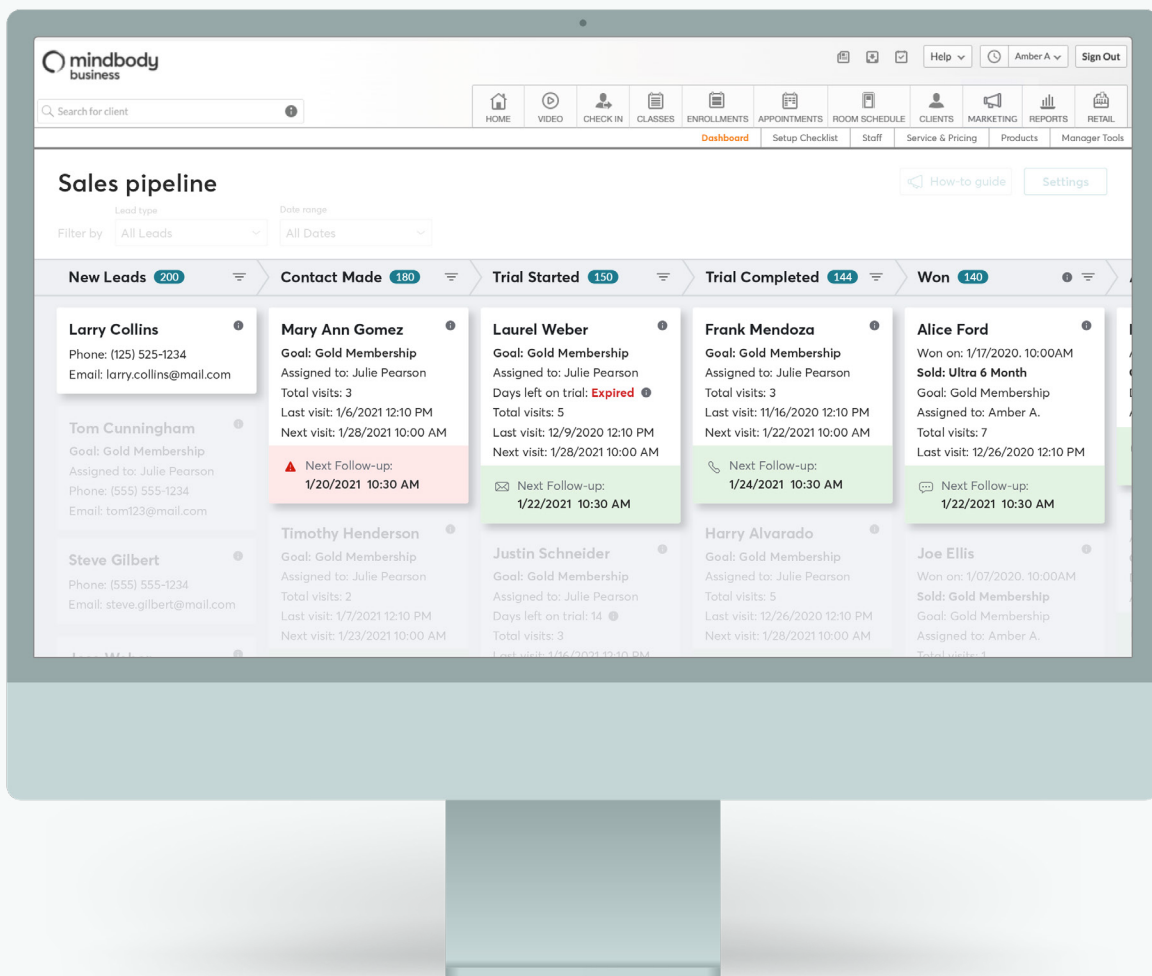 mindbody
business
Help
Amber A
Sign Out
Search for client
HOME
VIDEO
CHECK IN
CLASSES
ENROLLMENTS
APPOINTMENTS
ROOM SCHEDULE
CLIENTS
MARKETING
REPORTS
RETAIL
Dashboard
Setup Checklist
Staff
Service & Pricing
Products
Manager Tools
Sales pipeline
How-to guide
Settings
Lead type
Date range
Filter by
All Leads
All Dates
New Leads 200
Contact Made 180
Trial Started 150
Trial Completed 144
Won 140
Larry Collins
Phone: (125) 525-1234
Email: larry.collins@mail.com
Tom Cunningham
Goal: Gold Membership
Assigned to: Julie Pearson
Phone: (555) 555-1234
Email: tom123@mail.com
Steve Gilbert
Phone: (555) 555-1234
Email: steve.gilbert@mail.com
Mary Ann Gomez
Goal: Gold Membership
Assigned to: Julie Pearson
Total visits: 3
Last visit: 1/6/2021 12:10 PM
Next visit: 1/28/2021 10:00 AM
Next Follow-up:
1/20/2021 10:30 AM
Timothy Henderson
Goal: Gold Membership
Assigned to: Julie Pearson
Total visits: 2
Last visit: 1/7/2021 12:10 PM
Next visit: 1/23/2021 10:00 AM
Laurel Weber
Goal: Gold Membership
Assigned to: Julie Pearson
Days left on trial: Expired
Total visits: 5
Last visit: 12/9/2020 12:10 PM
Next visit: 1/28/2021 10:00 AM
Next Follow-up:
1/22/2021 10:30 AM
Justin Schneider
Goal: Gold Membership
Assigned to: Julie Pearson
Days left on trial: 14
Total visits: 3
Last visit: 1/16/2021 12:10 PM
Frank Mendoza
Goal: Gold Membership
Assigned to: Julie Pearson
Total visits: 3
Last visit: 11/16/2020 12:10 PM
Next visit: 1/22/2021 10:00 AM
Next Follow-up:
1/24/2021 10:30 AM
Harry Alvarado
Goal: Gold Membership
Assigned to: Julie Pearson
Total visits: 5
Last visit: 12/26/2020 12:10 PM
Next visit: 1/28/2021 10:00 AM
Alice Ford
Won on: 1/17/2020. 10:00AM
Sold: Ultra 6 Month
Goal: Gold Membership
Assigned to: Amber A.
Total visits: 7
Last visit: 12/26/2020 12:10 PM
Next Follow-up:
1/22/2021 10:30 AM
Joe Ellis
Won on: 1/07/2020. 10:00AM
Sold: Gold Membership
Goal: Gold Membership
Assigned to: Amber A.
Total visits: 1